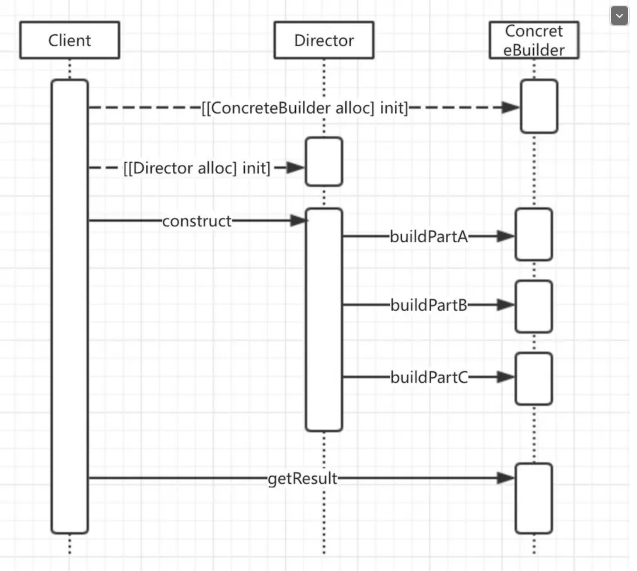 Client
Director
Concret
eBuilder
[[ConcreteBuilder alloc] init]
[[Director alloc] init]
construct
buildPartA
buildPartB
buildPartC
getResult